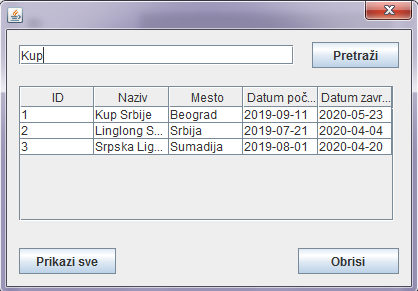 Kup Pretraži
ID Naziv Mesto Datum poč... Datum zavr...
1 Kup Srbije Beograd 2019-09-11 2020-05-23
2 Linglong S... Srbija 2019-07-21 2020-04-04
3 Srpska Lig... Sumadija 2019-08-01 2020-04-20
Prikazi sve Obrisi